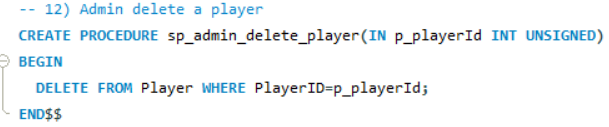 -- 12) Admin delete a player
CREATE PROCEDURE sp_admin_delete_player(IN p_playerId INT UNSIGNED)
BEGIN
DELETE FROM Player WHERE PlayerID=p_playerId;
END$$